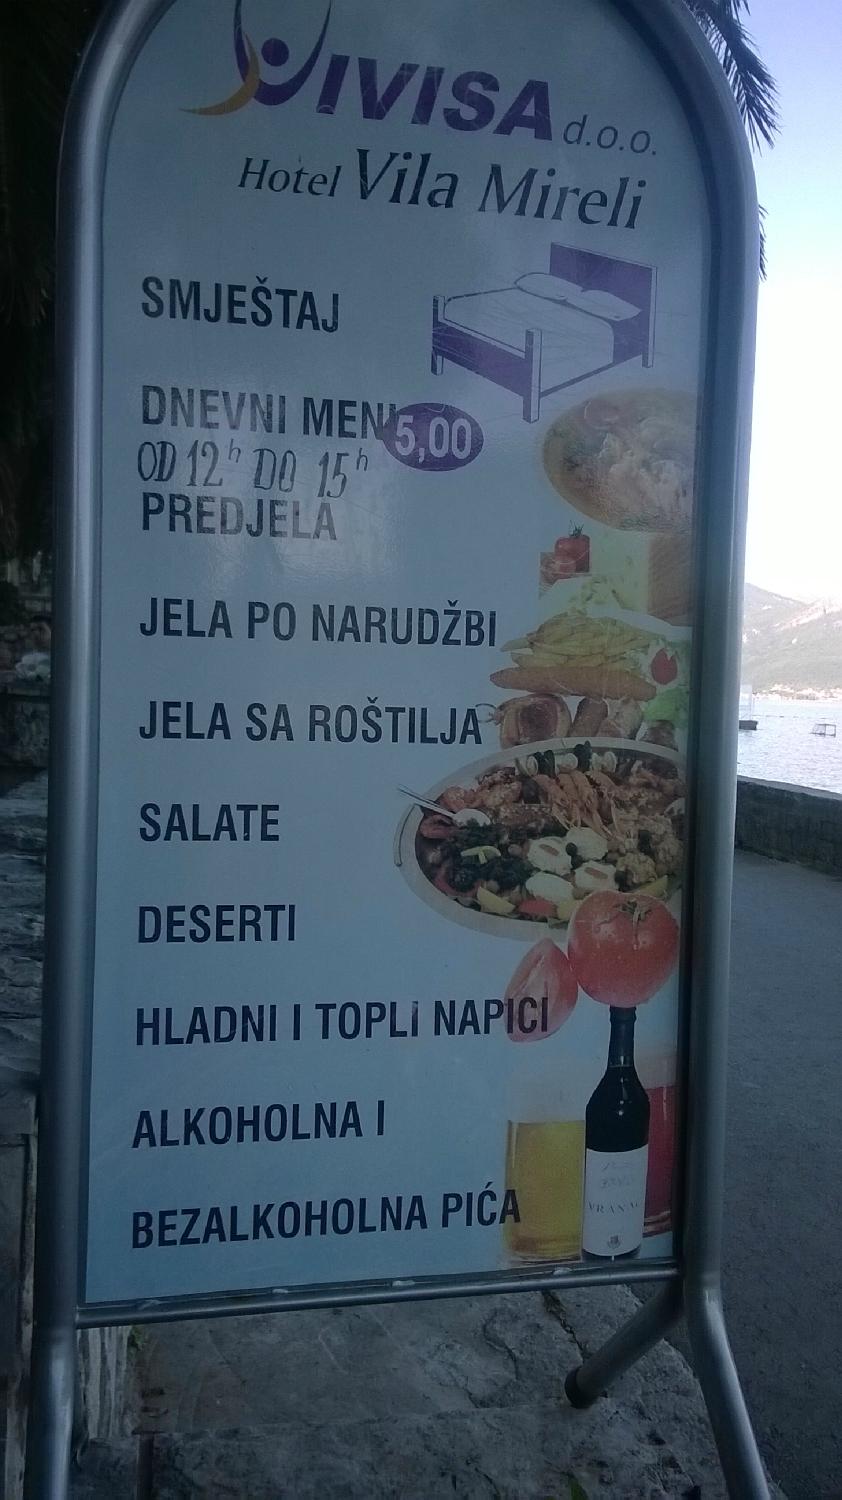 VIVISA d.o.o.
Hotel Vila Mireli
SMJEŠTAJ
DNEVNI MENI 5,00
OD 12h DO 15h
PREDJELA
JELA PO NARUDŽBI
JELA SA ROŠTILJA
SALATE
DESERTI
HLADNI I TOPLI NAPICI
ALKOHOLNA I
BEZALKOHOLNA PIĆA
VRANAC